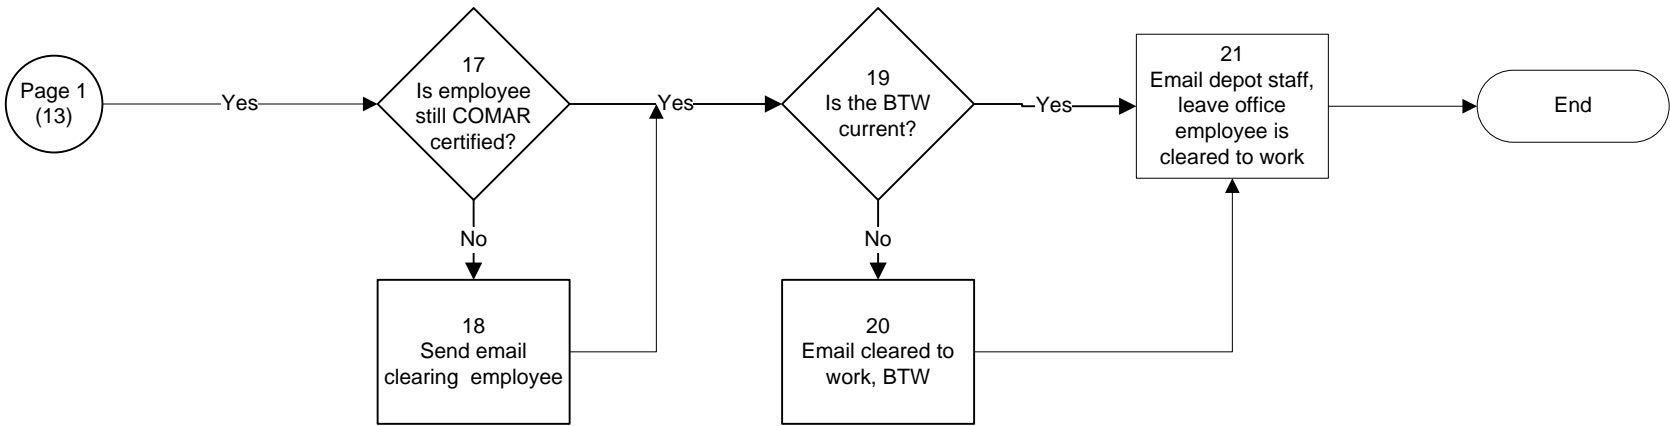 Page 1
(13)
Yes
17
Is employee
still COMAR
certified?
Yes
19
Is the BTW
current?
Yes
21
Email depot staff,
leave office
employee is
cleared to work
End
No
No
18
Send email
clearing  employee
20
Email cleared to
work, BTW